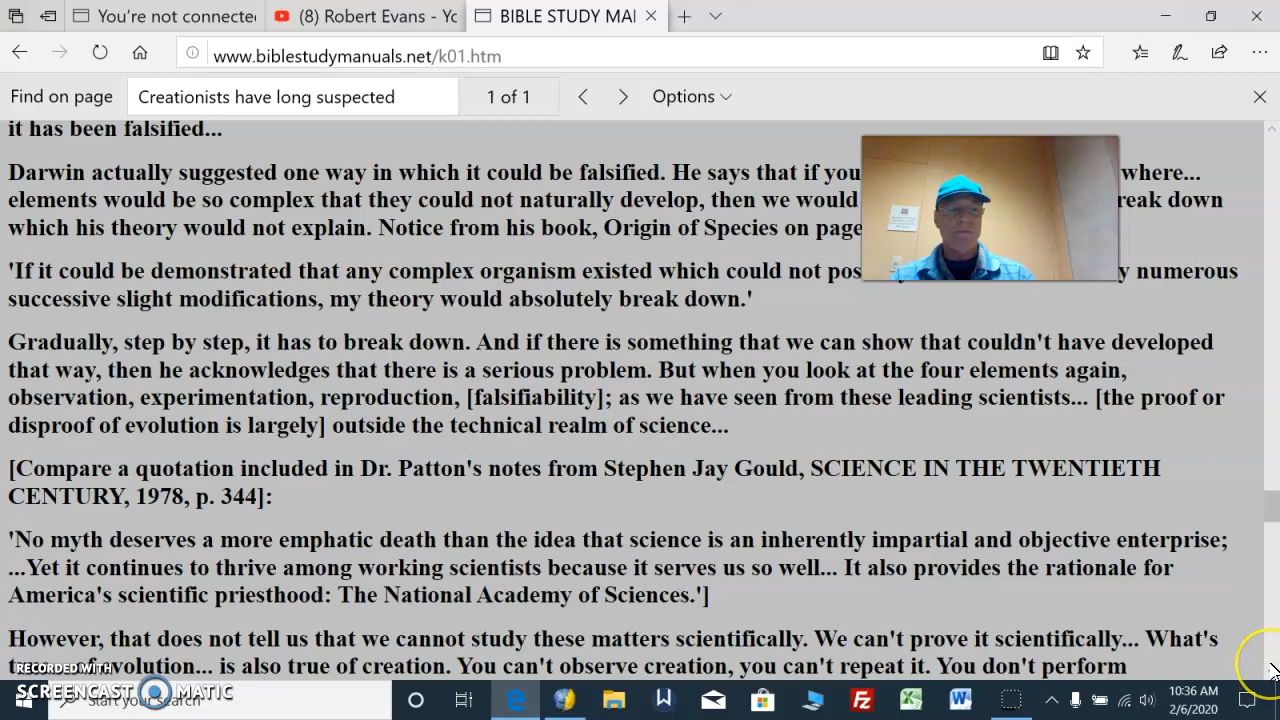 You're not connected
(8) Robert Evans - Yo
BIBLE STUDY MAN
www.biblestudymanuals.net/k01.htm
Find on page
Creationists have long suspected
1 of 1
Options
it has been falsified...
Darwin actually suggested one way in which it could be falsified. He says that if you where...
elements would be so complex that they could not naturally develop, then we would break down
which his theory would not explain. Notice from his book, Origin of Species on page
'If it could be demonstrated that any complex organism existed which could not numerous
successive slight modifications, my theory would absolutely break down.'
Gradually, step by step, it has to break down. And if there is something that we can show that couldn't have developed
that way, then he acknowledges that there is a serious problem. But when you look at the four elements again,
observation, experimentation, reproduction, [falsifiability]; as we have seen from these leading scientists... [the proof or
disproof of evolution is largely] outside the technical realm of science...
[Compare a quotation included in Dr. Patton's notes from Stephen Jay Gould, SCIENCE IN THE TWENTIETH
CENTURY, 1978, p. 344]:
'No myth deserves a more emphatic death than the idea that science is an inherently impartial and objective enterprise;
...Yet it continues to thrive among working scientists because it serves us so well... It also provides the rationale for
America's scientific priesthood: The National Academy of Sciences.']
However, that does not tell us that we cannot study these matters scientifically. We can't prove it scientifically... What's
evolution... is also true of creation. You can't observe creation, you can't repeat it. You don't perform
RECORDED WITH
SCREENCAST MATIC
Start your search
10:36 AM
2/6/2020